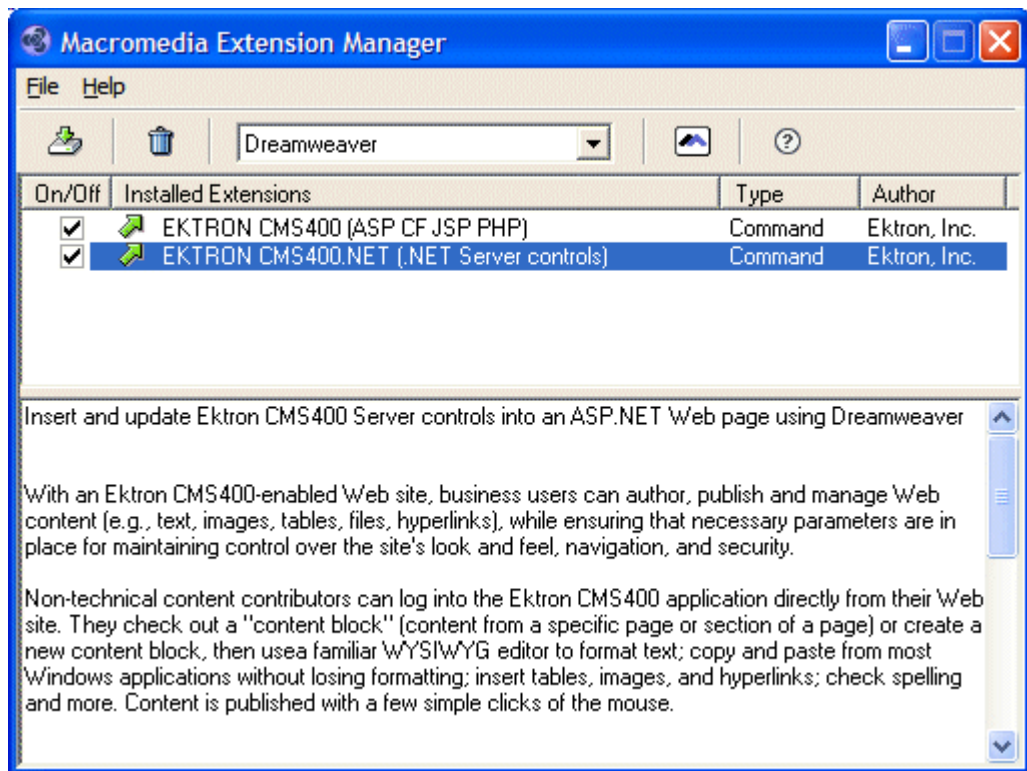 Macromedia Extension Manager
File Help
Dreamweaver
On/Off Installed Extensions Type Author
EKTRON CMS400 (ASP CF JSP PHP) Command Ektron, Inc.
EKTRON CMS400.NET (.NET Server controls) Command Ektron, Inc.
Insert and update Ektron CMS400 Server controls into an ASP.NET Web page using Dreamweaver
With an Ektron CMS400-enabled Web site, business users can author, publish and manage Web
content (e.g., text, images, tables, files, hyperlinks), while ensuring that necessary parameters are in
place for maintaining control over the site's look and feel, navigation, and security.
Non-technical content contributors can log into the Ektron CMS400 application directly from their Web
site. They check out a "content block" (content from a specific page or section of a page) or create a
new content block, then usea familiar WYSIWYG editor to format text; copy and paste from most
Windows applications without losing formatting; insert tables, images, and hyperlinks; check spelling
and more. Content is published with a few simple clicks of the mouse.